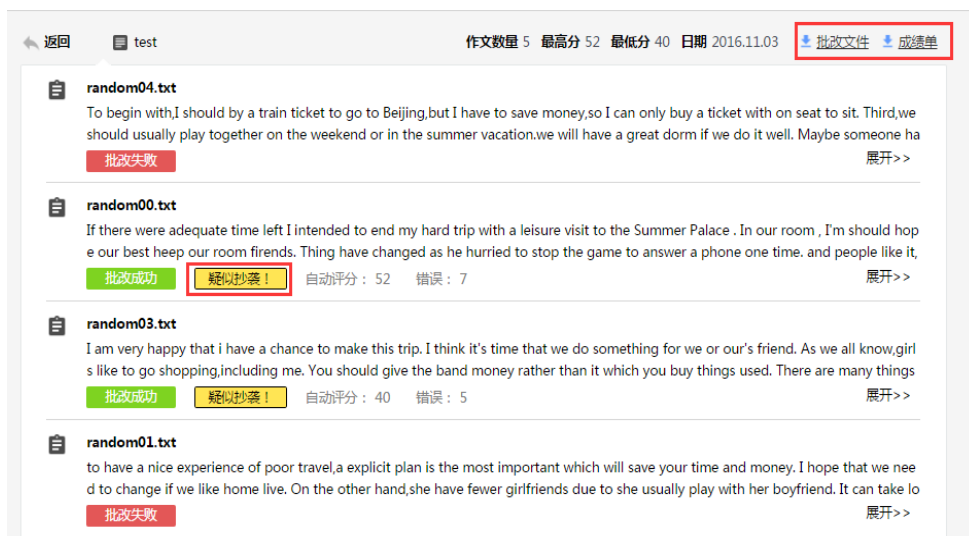 返回 test 作文数量 5 最高分 52 最低分 40 日期 2016.11.03 批改文件 成绩单
random04.txt
To begin with,I should by a train ticket to go to Beijing,but I have to save money,so I can only buy a ticket with on seat to sit. Third,we
should usually play together on the weekend or in the summer vacation.we will have a great dorm if we do it well. Maybe someone ha
批改失败 展开>>
random00.txt
If there were adequate time left I intended to end my hard trip with a leisure visit to the Summer Palace . In our room , I'm should hop
e our best heep our room firends. Thing have changed as he hurried to stop the game to answer a phone one time. and people like it,
批改成功 疑似抄袭！ 自动评分： 52 错误： 7 展开>>
random03.txt
I am very happy that i have a chance to make this trip. I think it's time that we do something for we or our's friend. As we all know,girl
s like to go shopping,including me. You should give the band money rather than it which you buy things used. There are many things
批改成功 疑似抄袭！ 自动评分： 40 错误： 5 展开>>
random01.txt
to have a nice experience of poor travel,a explicit plan is the most important which will save your time and money. I hope that we nee
d to change if we like home live. On the other hand,she have fewer girlfriends due to she usually play with her boyfriend. It can take lo
批改失败 展开>>